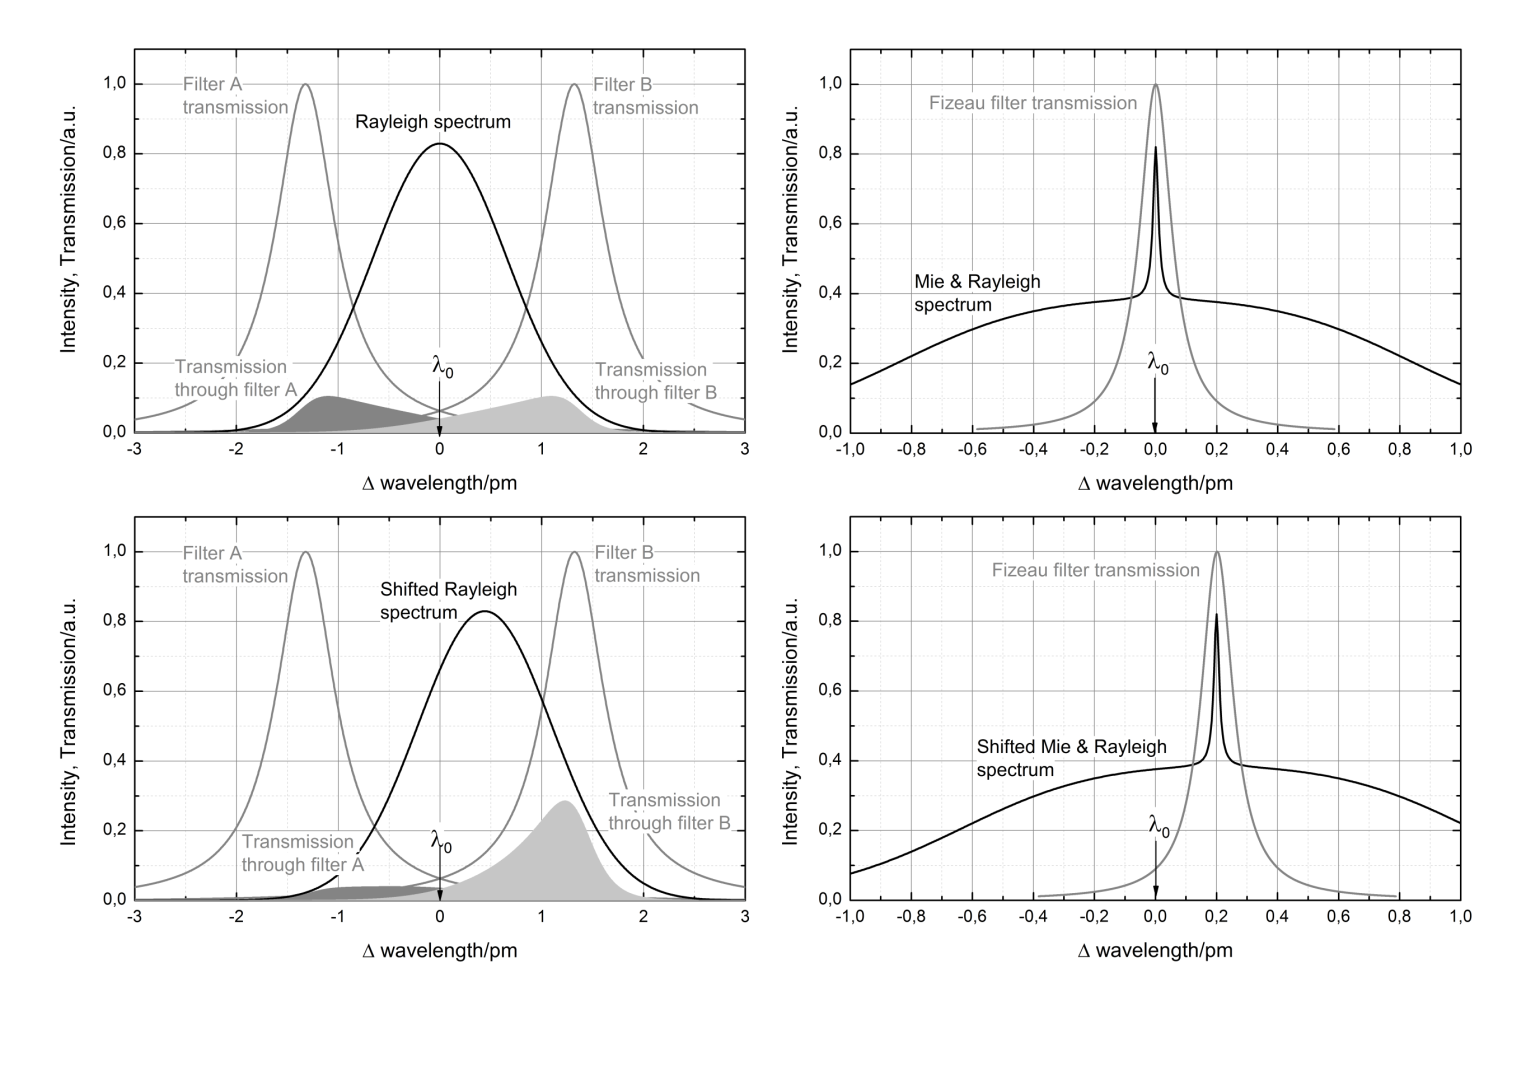 Intensity, Transmission/a.u.
1,0
0,8
0,6
0,4
0,2
0,0
Filter A
transmission
Filter B
transmission
Rayleigh spectrum
Transmission
through filter A
λ0
Transmission
through filter B
-3
-2
-1
0
1
2
3
Δ wavelength/pm
Intensity, Transmission/a.u.
1,0
0,8
0,6
0,4
0,2
0,0
Fizeau filter transmission
Mie & Rayleigh
spectrum
λ0
-1,0
-0,8
-0,6
-0,4
-0,2
0,0
0,2
0,4
0,6
0,8
1,0
Δ wavelength/pm
Intensity, Transmission/a.u.
1,0
0,8
0,6
0,4
0,2
0,0
Filter A
transmission
Filter B
transmission
Shifted Rayleigh
spectrum
Transmission
through filter A
λ0
Transmission
through filter B
-3
-2
-1
0
1
2
3
Δ wavelength/pm
Intensity, Transmission/a.u.
1,0
0,8
0,6
0,4
0,2
0,0
Fizeau filter transmission
Shifted Mie & Rayleigh
spectrum
λ0
-1,0
-0,8
-0,6
-0,4
-0,2
0,0
0,2
0,4
0,6
0,8
1,0
Δ wavelength/pm